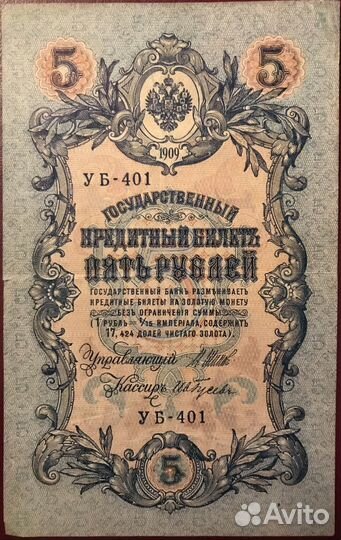 5 5
1909
УБ-401
ГОСУДАРСТВЕННЫЙ
КРЕДИТНЫЙ БИЛЕТЪ
ПЯТЬ РУБЛЕЙ
ГОСУДАРСТВЕННЫЙ БАНКЪ РАЗМѢНИВАЕТЪ
КРЕДИТНЫЕ БИЛЕТЫ НА ЗОЛОТУЮ МОНЕТУ
БЕЗЪ ОГРАНИЧЕНІЯ СУММЫ
(1 РУБЛЬ = 1/15 ИМПЕРІАЛА, СОДЕРЖИТЪ
17,424 ДОЛЕЙ ЧИСТАГО ЗОЛОТА).
Управляющій
Кассиръ
УБ-401
5
Avito